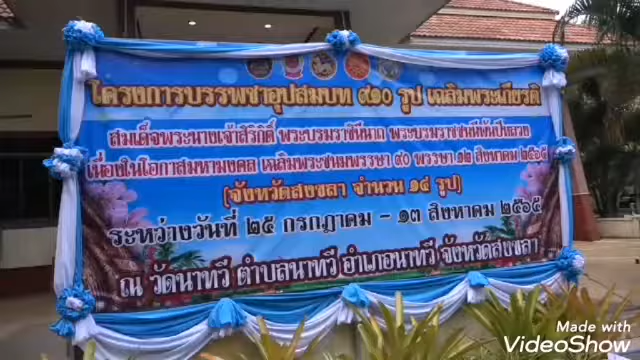 โครงการบรรพชาอุปสมบท ๙๑๐ รูป เฉลิมพระเกียรติ
สมเด็จพระนางเจ้าสิริกิติ์ พระบรมราชินีนาถ พระบรมราชชนนีพันปีหลวง
เนื่องในโอกาสมหามงคล เฉลิมพระชนมพรรษา ๙๐ พรรษา ๑๒ สิงหาคม ๒๕๖๕
(จังหวัดสงขลา จำนวน ๑๔ รูป)
ระหว่างวันที่ ๒๕ กรกฎาคม - ๑๓ สิงหาคม ๒๕๖๕
ณ วัดนาทวี ตำบลนาทวี อำเภอนาทวี จังหวัดสงขลา
Made with
VideoShow